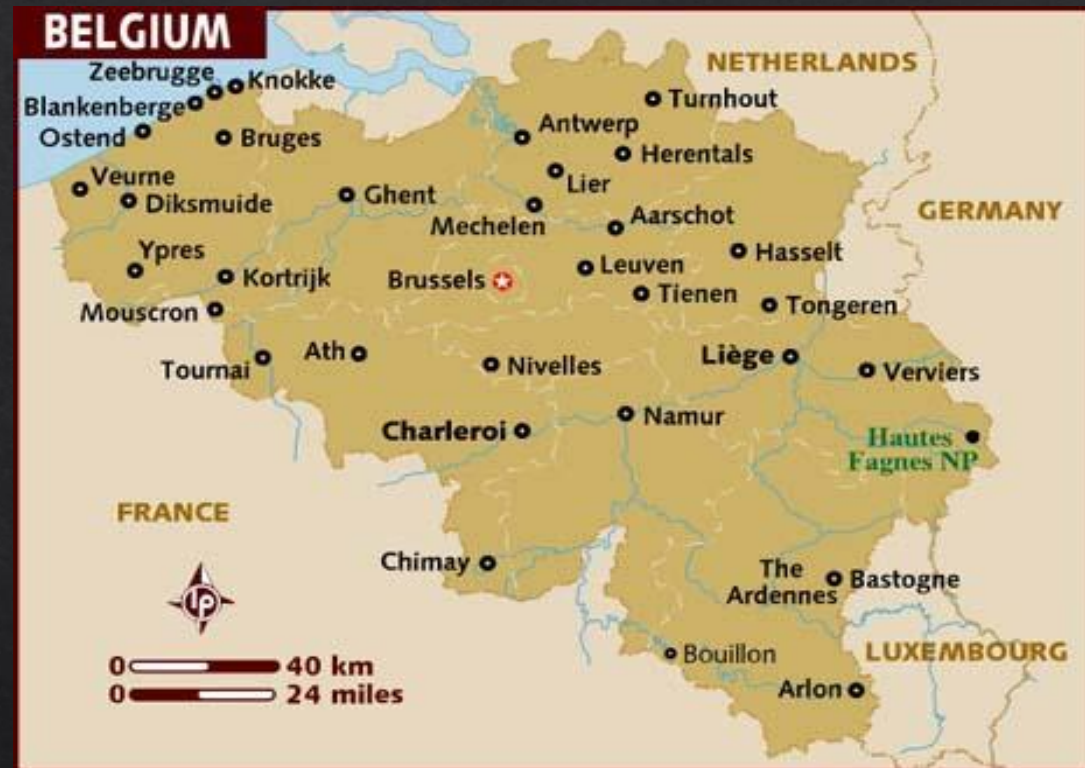 BELGIUM
NETHERLANDS
Zeebrugge
Knokke
Blankenberge
Turnhout
Ostend
Bruges
Antwerp
Herentals
Veurne
Lier
Diksmuide
Ghent
Mechelen
Aarschot
GERMANY
Ypres
Hasselt
Kortrijk
Brussels
Leuven
Tienen
Mouscron
Tongeren
Tournai
Ath
Nivelles
Liège
Verviers
Charleroi
Namur
Hautes
Fagnes NP
FRANCE
Chimay
The
Ardennes
Bastogne
LP
Bouillon
LUXEMBOURG
0 40 km
0 24 miles
Arlon